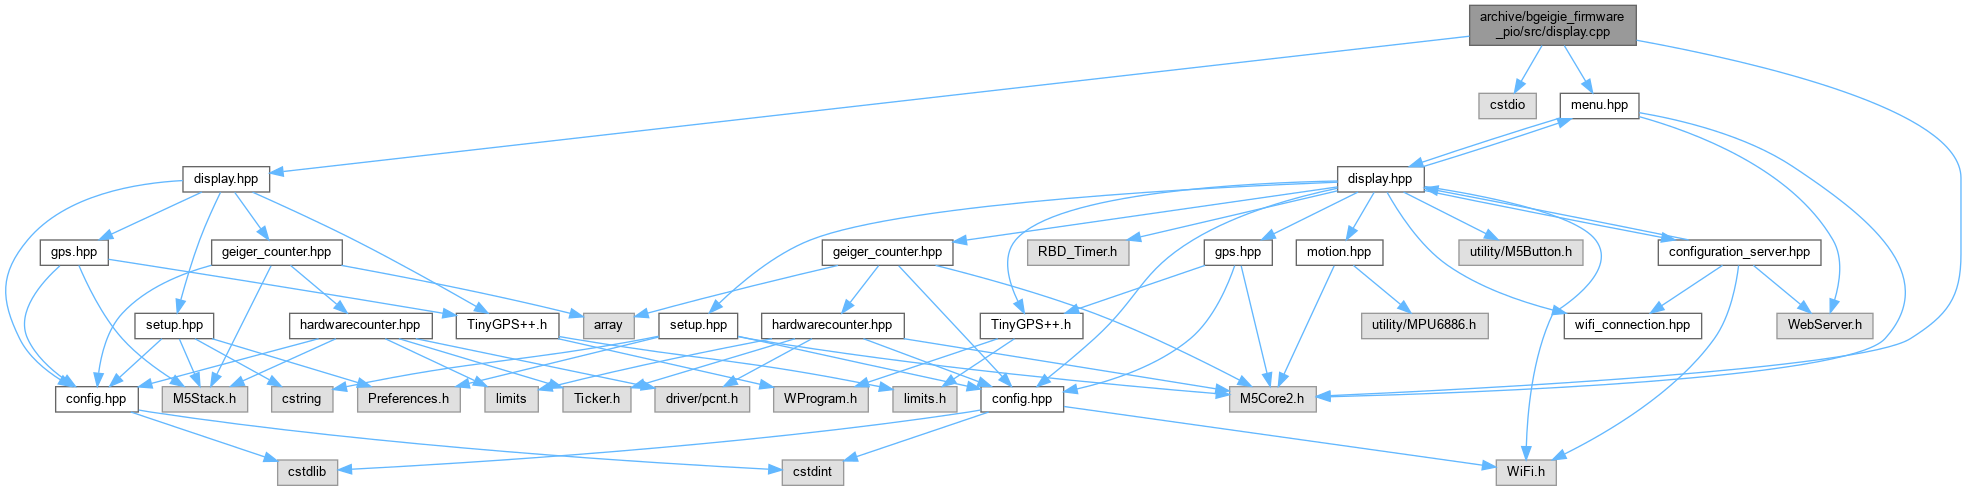 archive/bgeigie_firmware
_pio/src/display.cpp
cstdio
menu.hpp
display.hpp
display.hpp
gps.hpp
geiger_counter.hpp
geiger_counter.hpp
RBD_Timer.h
gps.hpp
motion.hpp
utility/M5Button.h
configuration_server.hpp
setup.hpp
hardwarecounter.hpp
TinyGPS++.h
array
setup.hpp
hardwarecounter.hpp
TinyGPS++.h
utility/MPU6886.h
wifi_connection.hpp
WebServer.h
config.hpp
M5Stack.h
cstring
Preferences.h
limits
Ticker.h
driver/pcnt.h
WProgram.h
limits.h
config.hpp
M5Core2.h
cstdlib
cstdint
WiFi.h